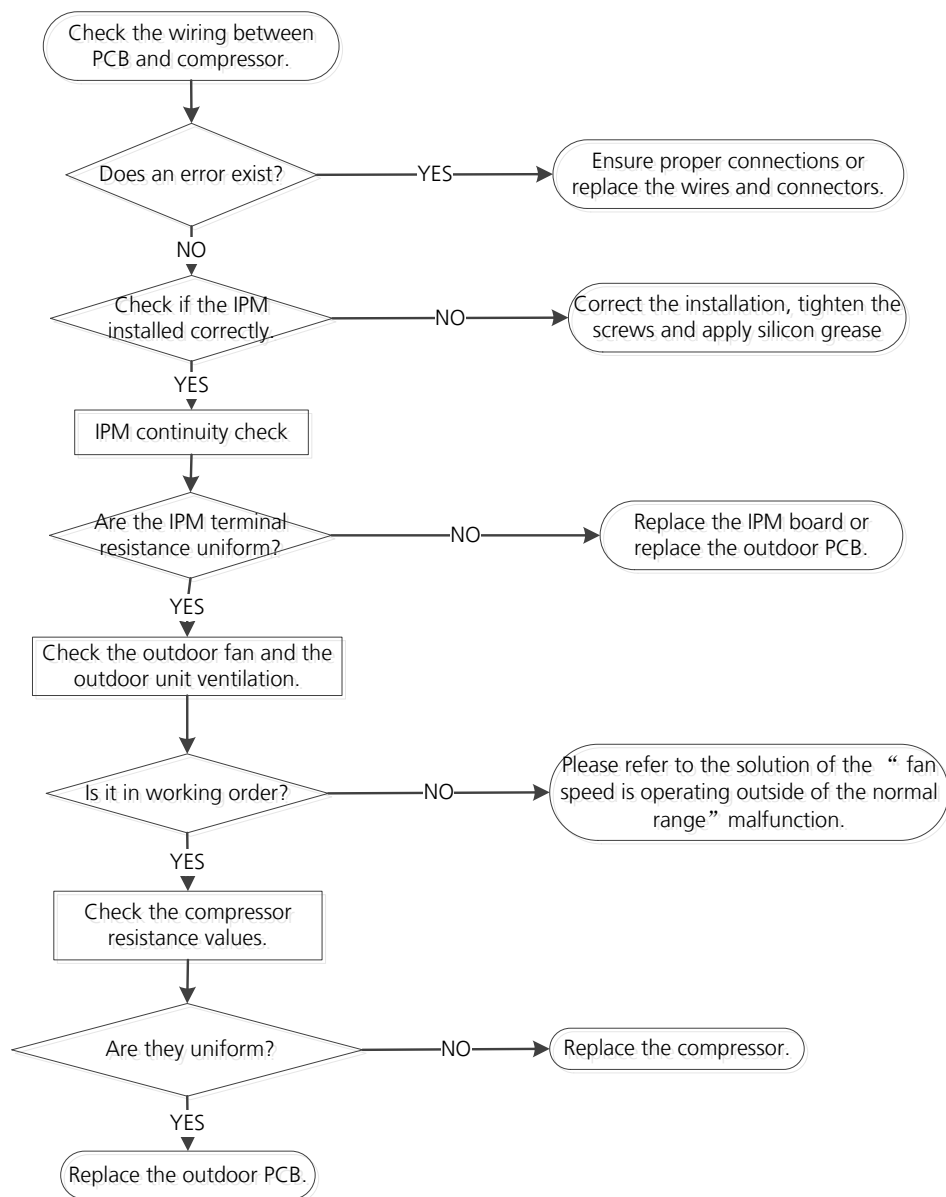 Check the wiring between
PCB and compressor.
Does an error exist?
YES
Ensure proper connections or
replace the wires and connectors.
NO
Check if the IPM
installed correctly.
NO
Correct the installation, tighten the
screws and apply silicon grease
YES
IPM continuity check
Are the IPM terminal
resistance uniform?
NO
Replace the IPM board or
replace the outdoor PCB.
YES
Check the outdoor fan and the
outdoor unit ventilation.
Is it in working order?
NO
Please refer to the solution of the “ fan
speed is operating outside of the normal
range” malfunction.
YES
Check the compressor
resistance values.
Are they uniform?
NO
Replace the compressor.
YES
Replace the outdoor PCB.